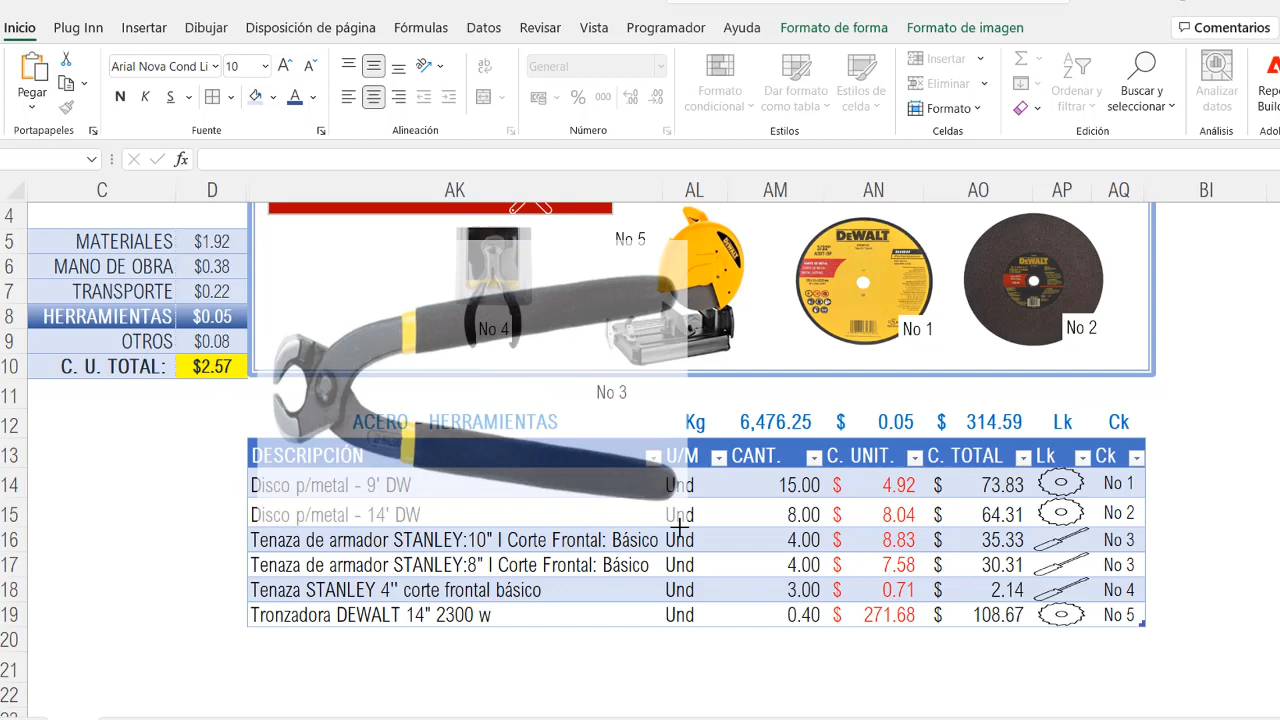 Inicio Plug Inn Insertar Dibujar Disposición de página Fórmulas Datos Revisar Vista Programador Ayuda Formato de forma Formato de imagen Comentarios
Pegar
Arial Nova Cond Li 10
N K S
General
% 000
Formato condicional
Dar formato como tabla
Estilos de celda
Insertar
Eliminar
Formato
Ordenar y filtrar
Buscar y seleccionar
Analizar datos
Portapapeles Fuente Alineación Número Estilos Celdas Edición Análisis
fx
C D AK AL AM AN AO AP AQ BI
4
5 MATERIALES $1.92
6 MANO DE OBRA $0.38
7 TRANSPORTE $0.22
8 HERRAMIENTAS $0.05
9 OTROS $0.08
10 C. U. TOTAL: $2.57
No 5
DEWALT
DEWALT
No 4
No 1
No 2
No 3
11
12 ACERO - HERRAMIENTAS Kg 6,476.25 $ 0.05 $ 314.59 Lk Ck
13 DESCRIPCIÓN U/M CANT. C. UNIT. C. TOTAL Lk Ck
14 Disco p/metal - 9' DW Und 15.00 $ 4.92 $ 73.83 No 1
15 Disco p/metal - 14' DW Und 8.00 $ 8.04 $ 64.31 No 2
16 Tenaza de armador STANLEY:10" I Corte Frontal: Básico Und 4.00 $ 8.83 $ 35.33 No 3
17 Tenaza de armador STANLEY:8" I Corte Frontal: Básico Und 4.00 $ 7.58 $ 30.31 No 3
18 Tenaza STANLEY 4'' corte frontal básico Und 3.00 $ 0.71 $ 2.14 No 4
19 Tronzadora DEWALT 14" 2300 w Und 0.40 $ 271.68 $ 108.67 No 5
20
21
22